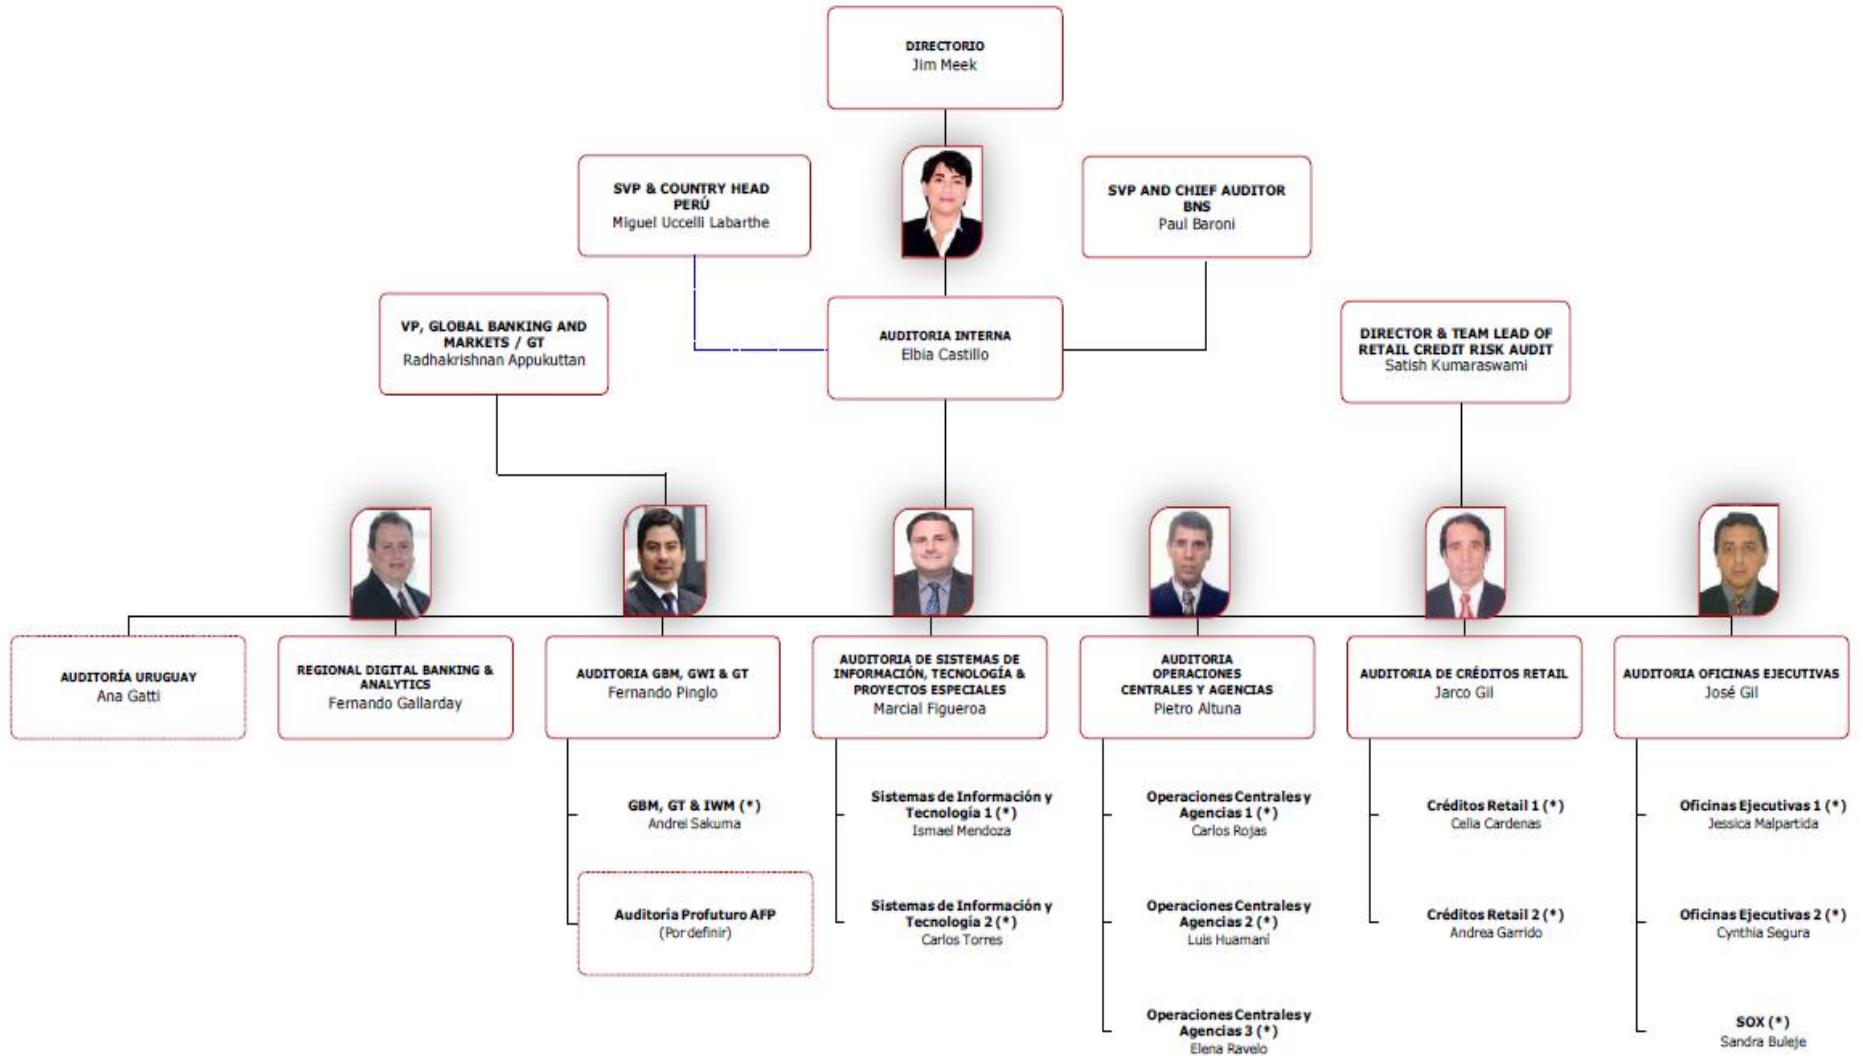 DIRECTORIO
Jim Meek
SVP & COUNTRY HEAD
PERÚ
Miguel Uccelli Labarthe
SVP AND CHIEF AUDITOR
BNS
Paul Baroni
VP, GLOBAL BANKING AND
MARKETS / GT
Radhakrishnan Appukuttan
AUDITORIA INTERNA
Elbia Castillo
DIRECTOR & TEAM LEAD OF
RETAIL CREDIT RISK AUDIT
Satish Kumaraswami
AUDITORÍA URUGUAY
Ana Gatti
REGIONAL DIGITAL BANKING &
ANALYTICS
Fernando Gallarday
AUDITORIA GBM, GWI & GT
Fernando Pinglo
AUDITORIA DE SISTEMAS DE
INFORMACIÓN, TECNOLOGÍA &
PROYECTOS ESPECIALES
Marcial Figueroa
AUDITORIA
OPERACIONES
CENTRALES Y AGENCIAS
Pietro Altuna
AUDITORIA DE CRÉDITOS RETAIL
Jarco Gil
AUDITORIA OFICINAS EJECUTIVAS
José Gil
GBM, GT & IWM (*)
Andrei Sakuma
Auditoría Profuturo AFP
(Por definir)
Sistemas de Información y
Tecnología 1 (*)
Ismael Mendoza
Sistemas de Información y
Tecnología 2 (*)
Carlos Torres
Operaciones Centrales y
Agencias 1 (*)
Carlos Rojas
Operaciones Centrales y
Agencias 2 (*)
Luis Huamaní
Operaciones Centrales y
Agencias 3 (*)
Elena Ravelo
Créditos Retail 1 (*)
Celia Cardenas
Créditos Retail 2 (*)
Andrea Garrido
Oficinas Ejecutivas 1 (*)
Jessica Malpartida
Oficinas Ejecutivas 2 (*)
Cynthia Segura
SOX (*)
Sandra Buleje